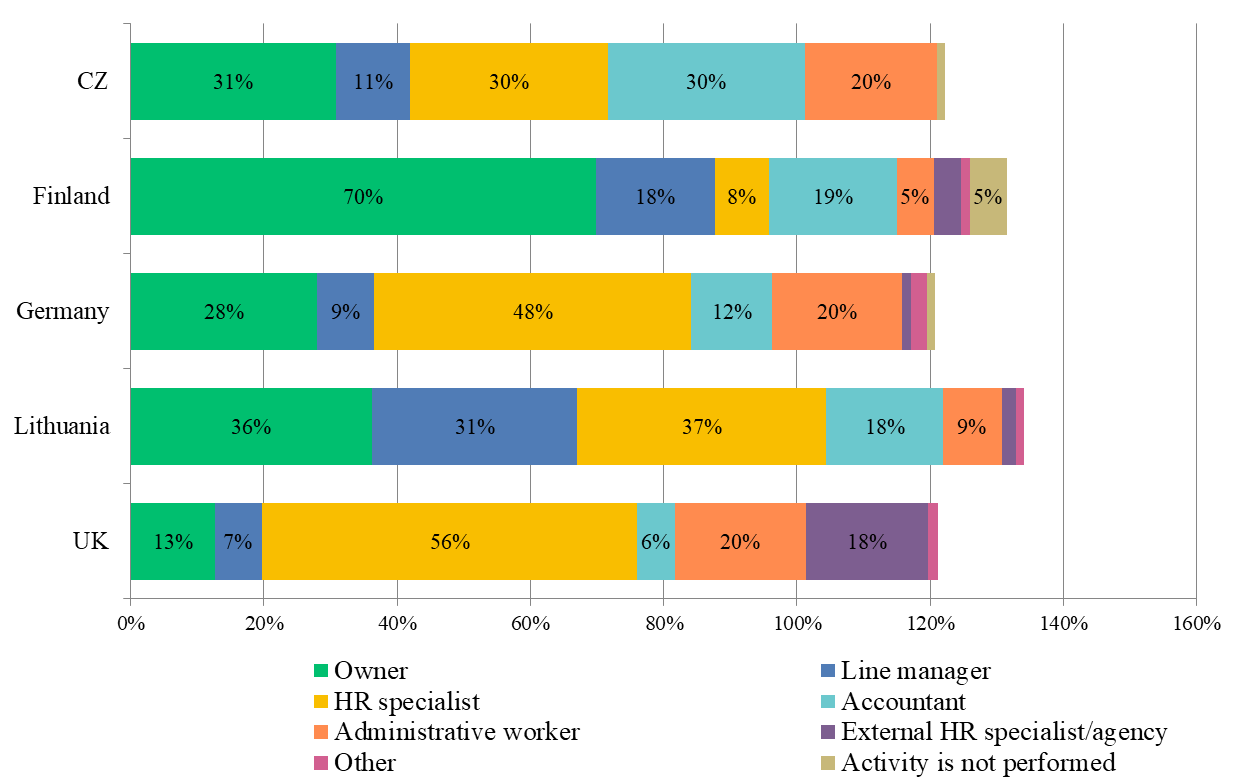 CZ 31% 11% 30% 30% 20%
Finland 70% 18% 8% 19% 5% 5%
Germany 28% 9% 48% 12% 20%
Lithuania 36% 31% 37% 18% 9%
UK 13% 7% 56% 6% 20% 18%
0% 20% 40% 60% 80% 100% 120% 140% 160%
Owner Line manager
HR specialist Accountant
Administrative worker External HR specialist/agency
Other Activity is not performed